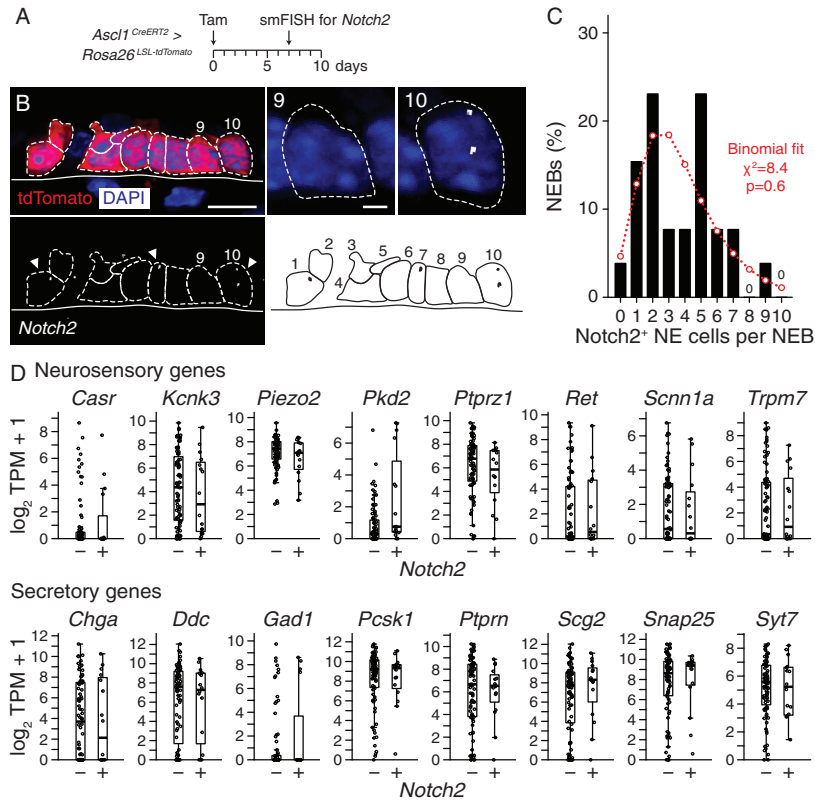 A
Tam
smFISH for Notch2
Ascl1 CreERT2 >
Rosa26 LSL-tdTomato
0 5 10 days
B
9 10
tdTomato DAPI
9
10
Notch2
9 10
1 2 3 4 5 6 7 8 9 10
C
NEBs (%)
30
20
10
0
Binomial fit
χ2=8.4
p=0.6
0 0
0 1 2 3 4 5 6 7 8 9 10
Notch2+ NE cells per NEB
D Neurosensory genes
Casr Kcnk3 Piezo2 Pkd2 Ptprz1 Ret Scnn1a Trpm7
log2 TPM + 1
8 6 4 2 0
10 8 6 4 2 0
10 8 6 4 2 0
6 4 2 0
10 8 6 4 2 0
10 8 6 4 2 0
6 4 2 0
8 6 4 2 0
− + − + − + − + − + − + − + − +
Notch2
Secretory genes
Chga Ddc Gad1 Pcsk1 Ptprn Scg2 Snap25 Syt7
log2 TPM + 1
12 10 8 6 4 2 0
12 10 8 6 4 2 0
10 8 6 4 2 0
12 10 8 6 4 2 0
10 8 6 4 2 0
12 10 8 6 4 2 0
12 10 8 6 4 2 0
10 8 6 4 2 0
− + − + − + − + − + − + − + − +
Notch2